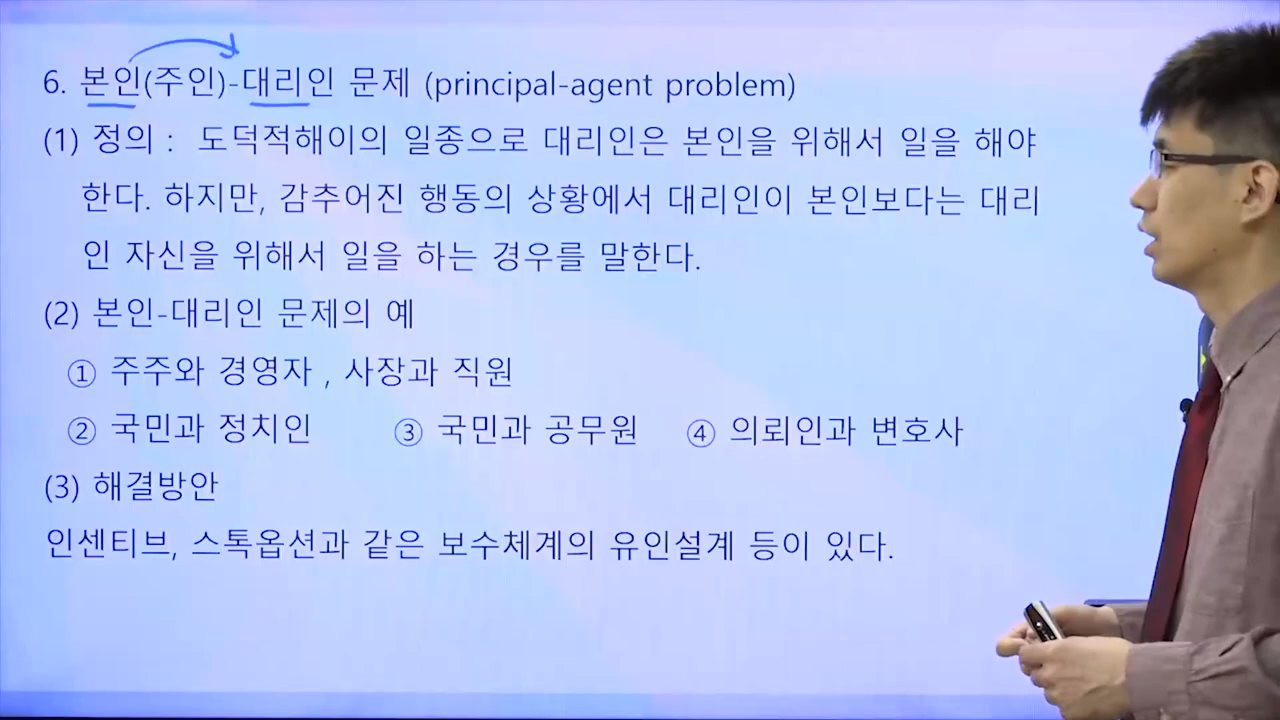 6. 본인(주인)-대리인 문제 (principal-agent problem)
(1) 정의 : 도덕적해이의 일종으로 대리인은 본인을 위해서 일을 해야
한다. 하지만, 감추어진 행동의 상황에서 대리인이 본인보다는 대리
인 자신을 위해서 일을 하는 경우를 말한다.
(2) 본인-대리인 문제의 예
① 주주와 경영자 , 사장과 직원
② 국민과 정치인 ③ 국민과 공무원 ④ 의뢰인과 변호사
(3) 해결방안
인센티브, 스톡옵션과 같은 보수체계의 유인설계 등이 있다.